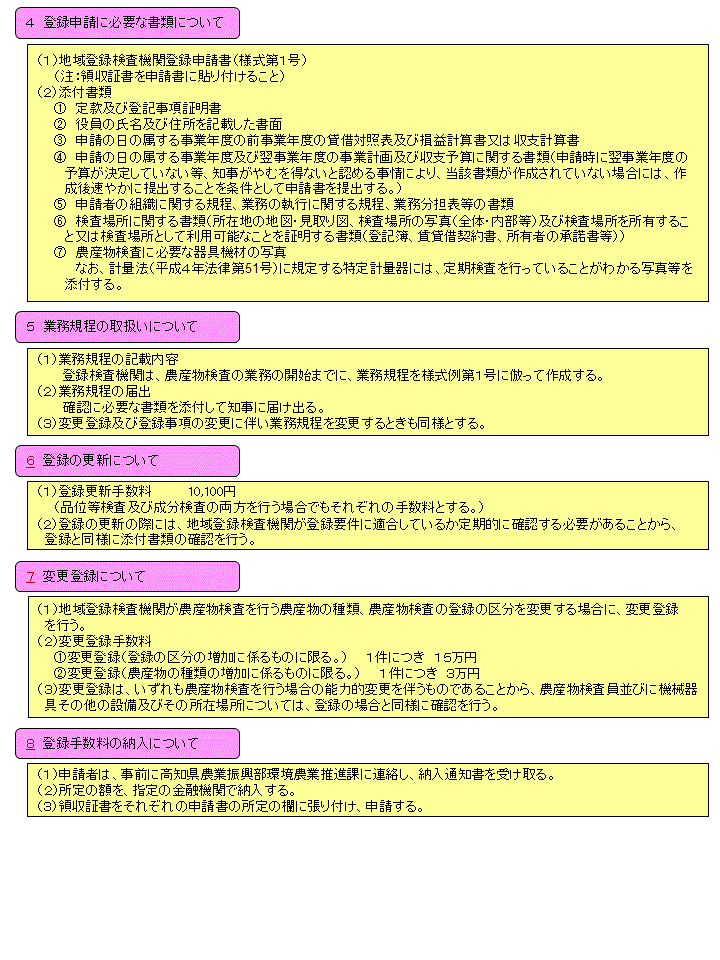 ４　登録申請に必要な書類について
（１）地域登録検査機関登録申請書（様式第１号）
（注：領収証書を申請書に貼り付けること）
（２）添付書類
①　定款及び登記事項証明書
②　役員の氏名及び住所を記載した書面
③　申請の日の属する事業年度の前事業年度の貸借対照表及び損益計算書又は収支計算書
④　申請の日の属する事業年度及び翌事業年度の事業計画及び収支予算に関する書類（申請時に翌事業年度の
予算が決定していない等、知事がやむを得ないと認める事情により、当該書類が作成されていない場合には、作
成後速やかに提出することを条件として申請書を提出する。）
⑤　申請者の組織に関する規程、業務の執行に関する規程、業務分担表等の書類
⑥　検査場所に関する書類（所在地の地図・見取り図、検査場所の写真（全体・内部等）及び検査場所を所有するこ
と又は検査場所として利用可能なことを証明する書類（登記簿、賃貸借契約書、所有者の承諾書等））
⑦　農産物検査に必要な器具機材の写真
なお、計量法（平成４年法律第51号）に規定する特定計量器には、定期検査を行っていることがわかる写真等を
添付する。
５　業務規程の取扱いについて
（１）業務規程の記載内容
登録検査機関は、農産物検査の業務の開始までに、業務規程を様式例第１号に倣って作成する。
（２）業務規程の届出
確認に必要な書類を添付して知事に届け出る。
（３）変更登録及び登録事項の変更に伴い業務規程を変更するときも同様とする。
６　登録の更新について
（１）登録更新手数料　　　10,100円
（品位等検査及び成分検査の両方を行う場合でもそれぞれの手数料とする。）
（２）登録の更新の際には、地域登録検査機関が登録要件に適合しているか定期的に確認する必要があることから、
登録と同様に添付書類の確認を行う。
７　変更登録について
（１）地域登録検査機関が農産物検査を行う農産物の種類、農産物検査の登録の区分を変更する場合に、変更登録
を行う。
（２）変更登録手数料
①変更登録（登録の区分の増加に係るものに限る。）　１件につき　１５万円
②変更登録（農産物の種類の増加に係るものに限る。）　１件につき　３万円
（３）変更登録は、いずれも農産物検査を行う場合の能力的変更を伴うものであることから、農産物検査員並びに機械器
具その他の設備及びその所在場所については、登録の場合と同様に確認を行う。
８　登録手数料の納入について
（１）申請者は、事前に高知県農業振興部環境農業推進課に連絡し、納入通知書を受け取る。
（２）所定の額を、指定の金融機関で納入する。
（３）領収証書をそれぞれの申請書の所定の欄に張り付け、申請する。